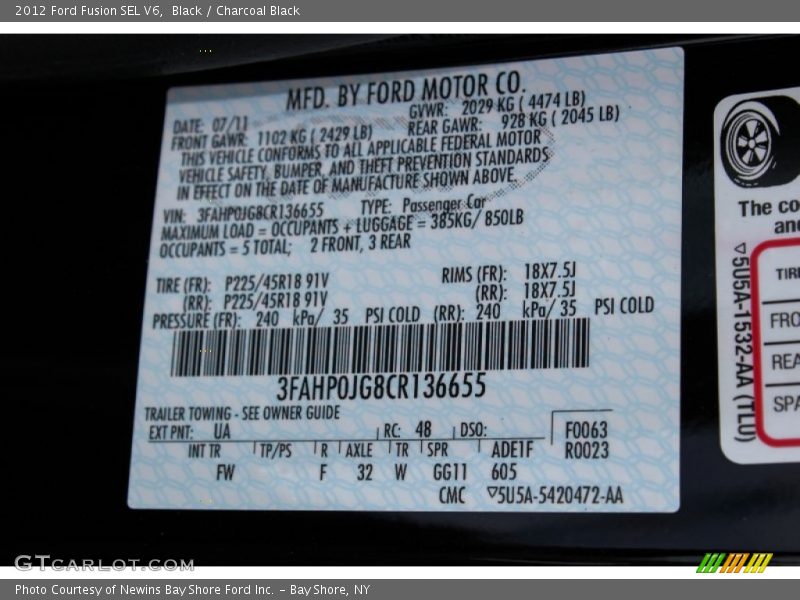 2012 Ford Fusion SEL V6, Black / Charcoal Black
MFD. BY FORD MOTOR CO.
DATE: 07/11 GVWR: 2029 KG ( 4474 LB)
FRONT GAWR: 1102 KG ( 2429 LB) REAR GAWR: 928 KG ( 2045 LB)
THIS VEHICLE CONFORMS TO ALL APPLICABLE FEDERAL MOTOR
VEHICLE SAFETY, BUMPER, AND THEFT PREVENTION STANDARDS
IN EFFECT ON THE DATE OF MANUFACTURE SHOWN ABOVE.
VIN: 3FAHP0JG8CR136655 TYPE: Passenger Car
MAXIMUM LOAD = OCCUPANTS + LUGGAGE = 385KG/ 850LB
OCCUPANTS = 5 TOTAL; 2 FRONT, 3 REAR
TIRE (FR): P225/45R18 91V RIMS (FR): 18X7.5J
(RR): P225/45R18 91V (RR): 18X7.5J
PRESSURE (FR): 240 kPa/ 35 PSI COLD (RR): 240 kPa/ 35 PSI COLD
3FAHP0JG8CR136655
TRAILER TOWING - SEE OWNER GUIDE
EXT PNT: UA RC: 48 DSO: F0063
INT TR TP/PS R AXLE TR SPR ADE1F R0023
FW F 32 W GG11 605
CMC ▽5U5A-5420472-AA
The co
and
▽5U5A-1532-AA (TLU)
TIRE
FRO
REA
SPA
GTCARLOT.COM
Photo Courtesy of Newins Bay Shore Ford Inc. - Bay Shore, NY